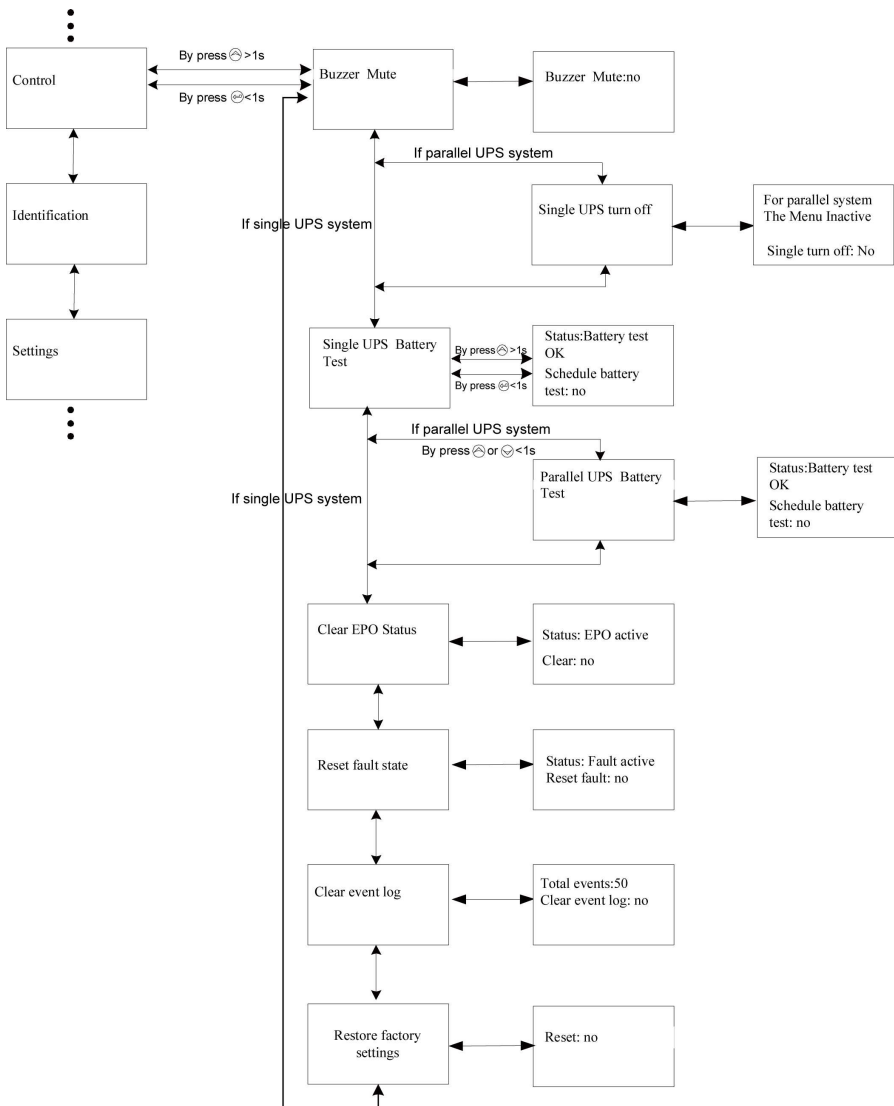 By press >1s
Control
By press <1s
Buzzer Mute
Buzzer Mute:no
If parallel UPS system
If single UPS system
Single UPS turn off
For parallel system
The Menu Inactive
Single turn off: No
Identification
Settings
Single UPS Battery
Test
By press >1s
By press <1s
Status:Battery test
OK
Schedule battery
test: no
If parallel UPS system
By press or <1s
If single UPS system
Parallel UPS Battery
Test
Status:Battery test
OK
Schedule battery
test: no
Clear EPO Status
Status: EPO active
Clear: no
Reset fault state
Status: Fault active
Reset fault: no
Clear event log
Total events:50
Clear event log: no
Restore factory
settings
Reset: no